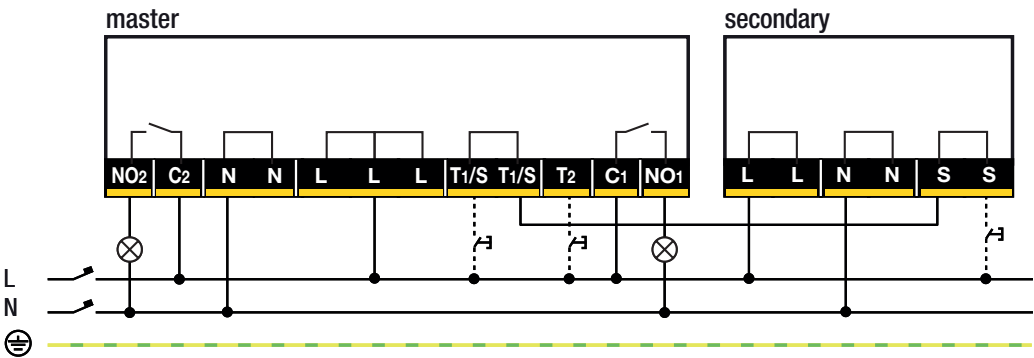 master
secondary
NO2 C2 N N L L L T1/S T1/S T2 C1 NO1
L L N N S S
L
N